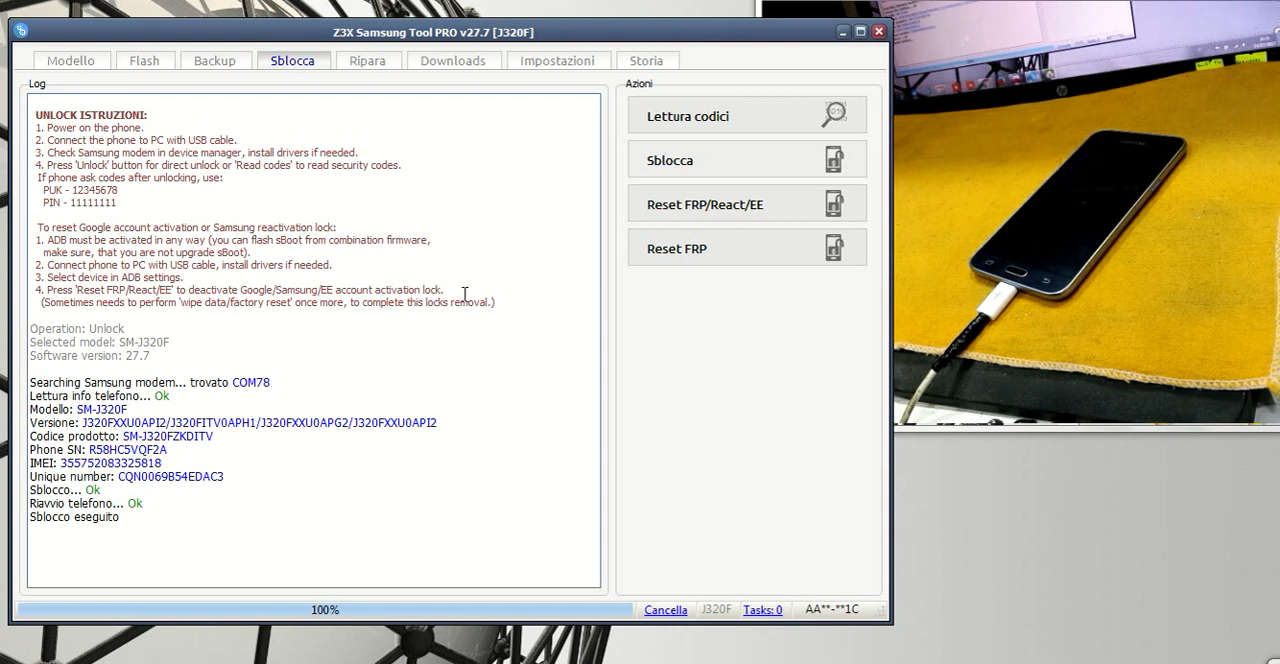 Z3X Samsung Tool PRO v27.7 [J320F]
Modello
Flash
Backup
Sblocca
Ripara
Downloads
Impostazioni
Storia
Log
UNLOCK ISTRUZIONI:
1. Power on the phone.
2. Connect the phone to PC with USB cable.
3. Check Samsung modem in device manager, install drivers if needed.
4. Press 'Unlock' button for direct unlock or 'Read codes' to read security codes.
If phone ask codes after unlocking, use:
PUK - 12345678
PIN - 11111111
To reset Google account activation or Samsung reactivation lock:
1. ADB must be activated in any way (you can flash sBoot from combination firmware,
make sure, that you are not upgrade sBoot).
2. Connect phone to PC with USB cable, install drivers if needed.
3. Select device in ADB settings.
4. Press 'Reset FRP/React/EE' to deactivate Google/Samsung/EE account activation lock.
(Sometimes needs to perform 'wipe data/factory reset' once more, to complete this locks removal.)
Operation: Unlock
Selected model: SM-J320F
Software version: 27.7
Searching Samsung modem... trovato COM78
Lettura info telefono... Ok
Modello: SM-J320F
Versione: J320FXXU0API2/J320FITV0APH1/J320FXXU0APG2/J320FXXU0API2
Codice prodotto: SM-J320FZKDITV
Phone SN: R58HC5VQF2A
IMEI: 355752083325818
Unique number: CQN0069B54EDAC3
Sblocco... Ok
Riavvio telefono... Ok
Sblocco eseguito
Azioni
Lettura codici
Sblocca
Reset FRP/React/EE
Reset FRP
100%
Cancella
J320F
Tasks: 0
AA**-**1C